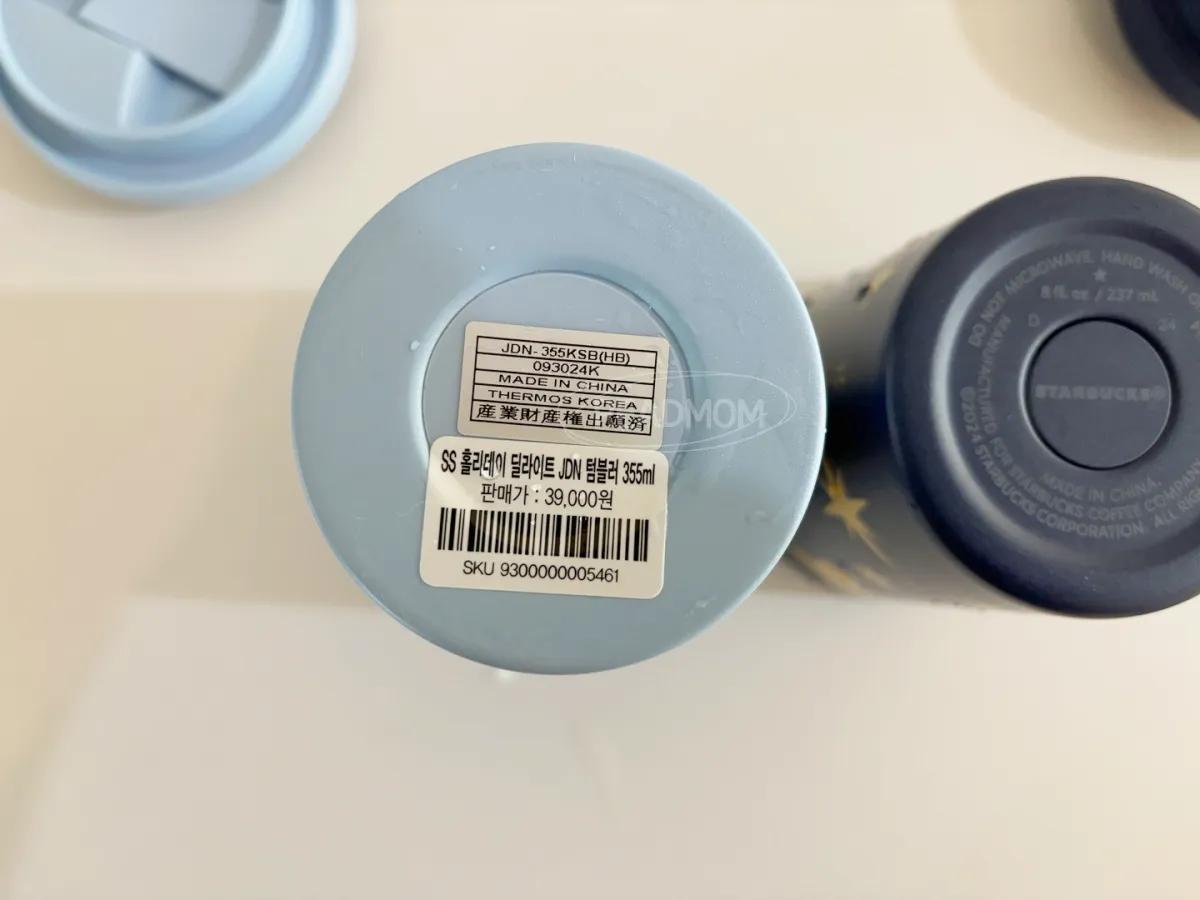 JDN-355KSB(HB)
093024K
MADE IN CHINA
THERMOS KOREA
産業財産権出願済
SS 홀리데이 딜라이트 JDN 텀블러 355ml
판매가 : 39,000원
SKU 9300000005461
DO NOT MICROWAVE. HAND WASH
8 fl. oz / 237 mL
D 24
STARBUCKS®
MADE IN CHINA.
MANUFACTURED FOR STARBUCKS COFFEE COMPANY
©2024 STARBUCKS CORPORATION. ALL